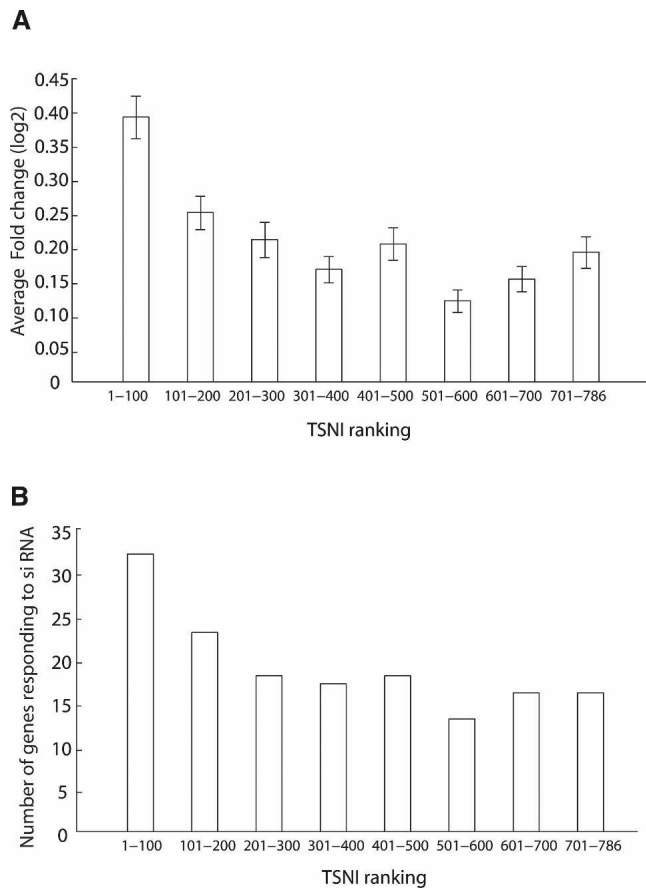 A
Average Fold change (log2)
0.45
0.40
0.35
0.30
0.25
0.20
0.15
0.10
0.05
0
1–100 101–200 201–300 301–400 401–500 501–600 601–700 701–786
TSNI ranking
B
Number of genes responding to si RNA
35
30
25
20
15
10
5
0
1–100 101–200 201–300 301–400 401–500 501–600 601–700 701–786
TSNI ranking